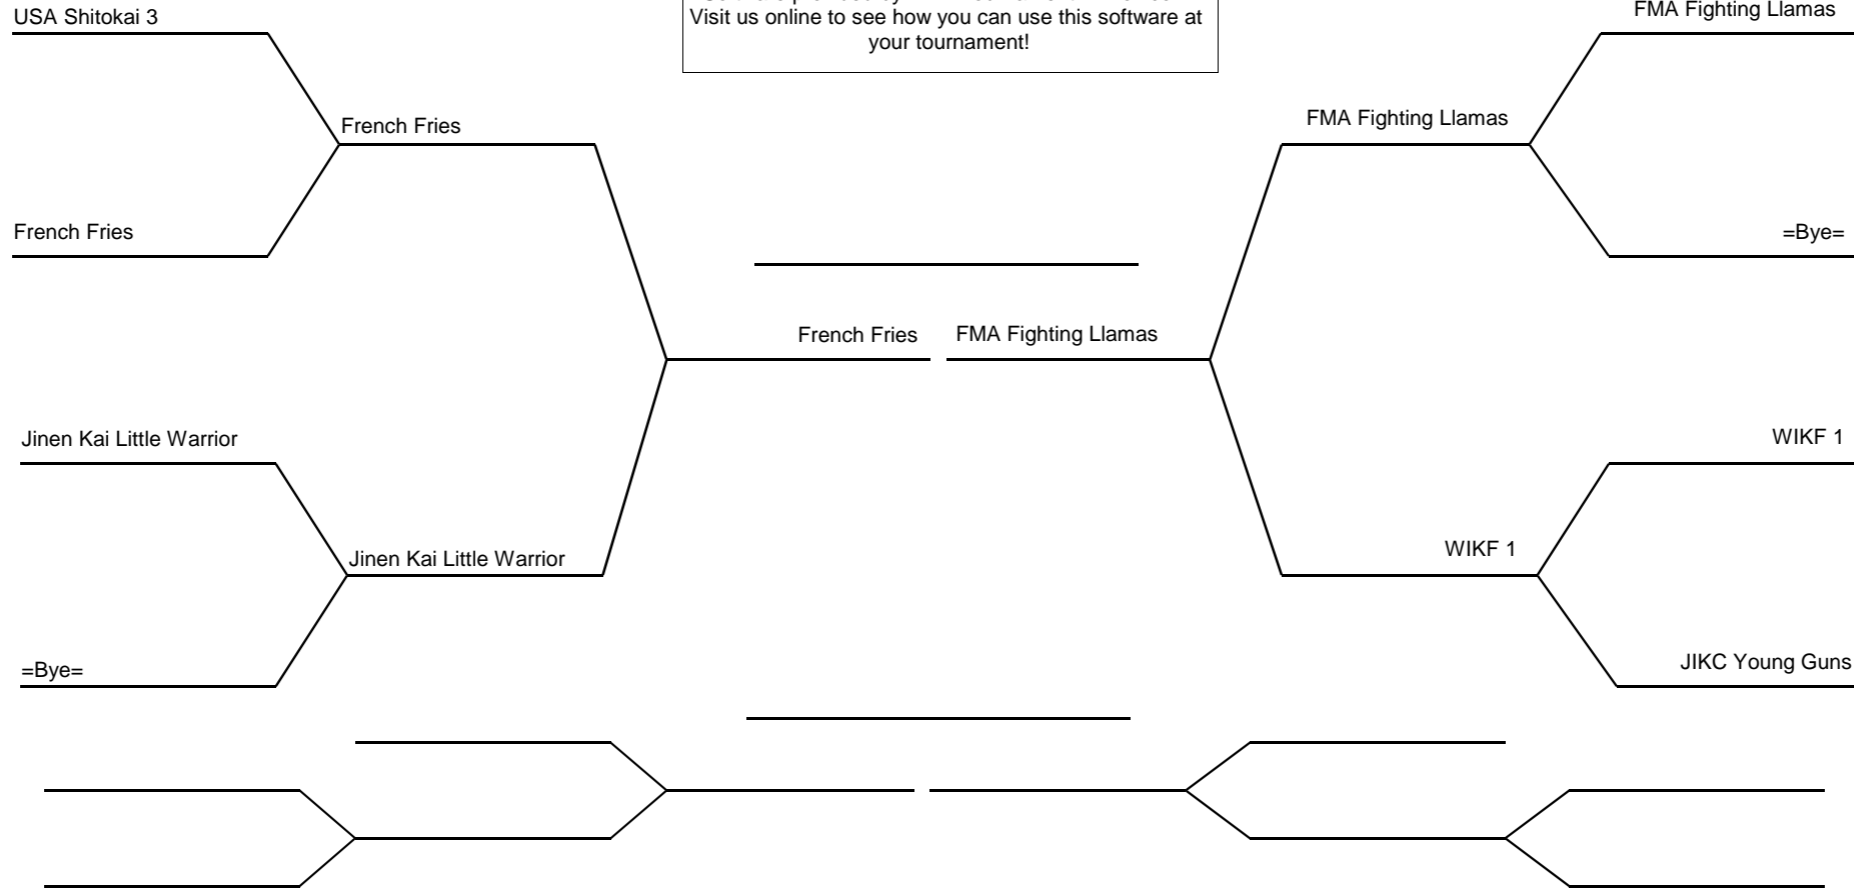 USA Shitokai 3
Visit us online to see how you can use this software at
your tournament!
FMA Fighting Llamas
French Fries
FMA Fighting Llamas
French Fries
=Bye=
French Fries
FMA Fighting Llamas
Jinen Kai Little Warrior
WIKF 1
Jinen Kai Little Warrior
WIKF 1
=Bye=
JIKC Young Guns